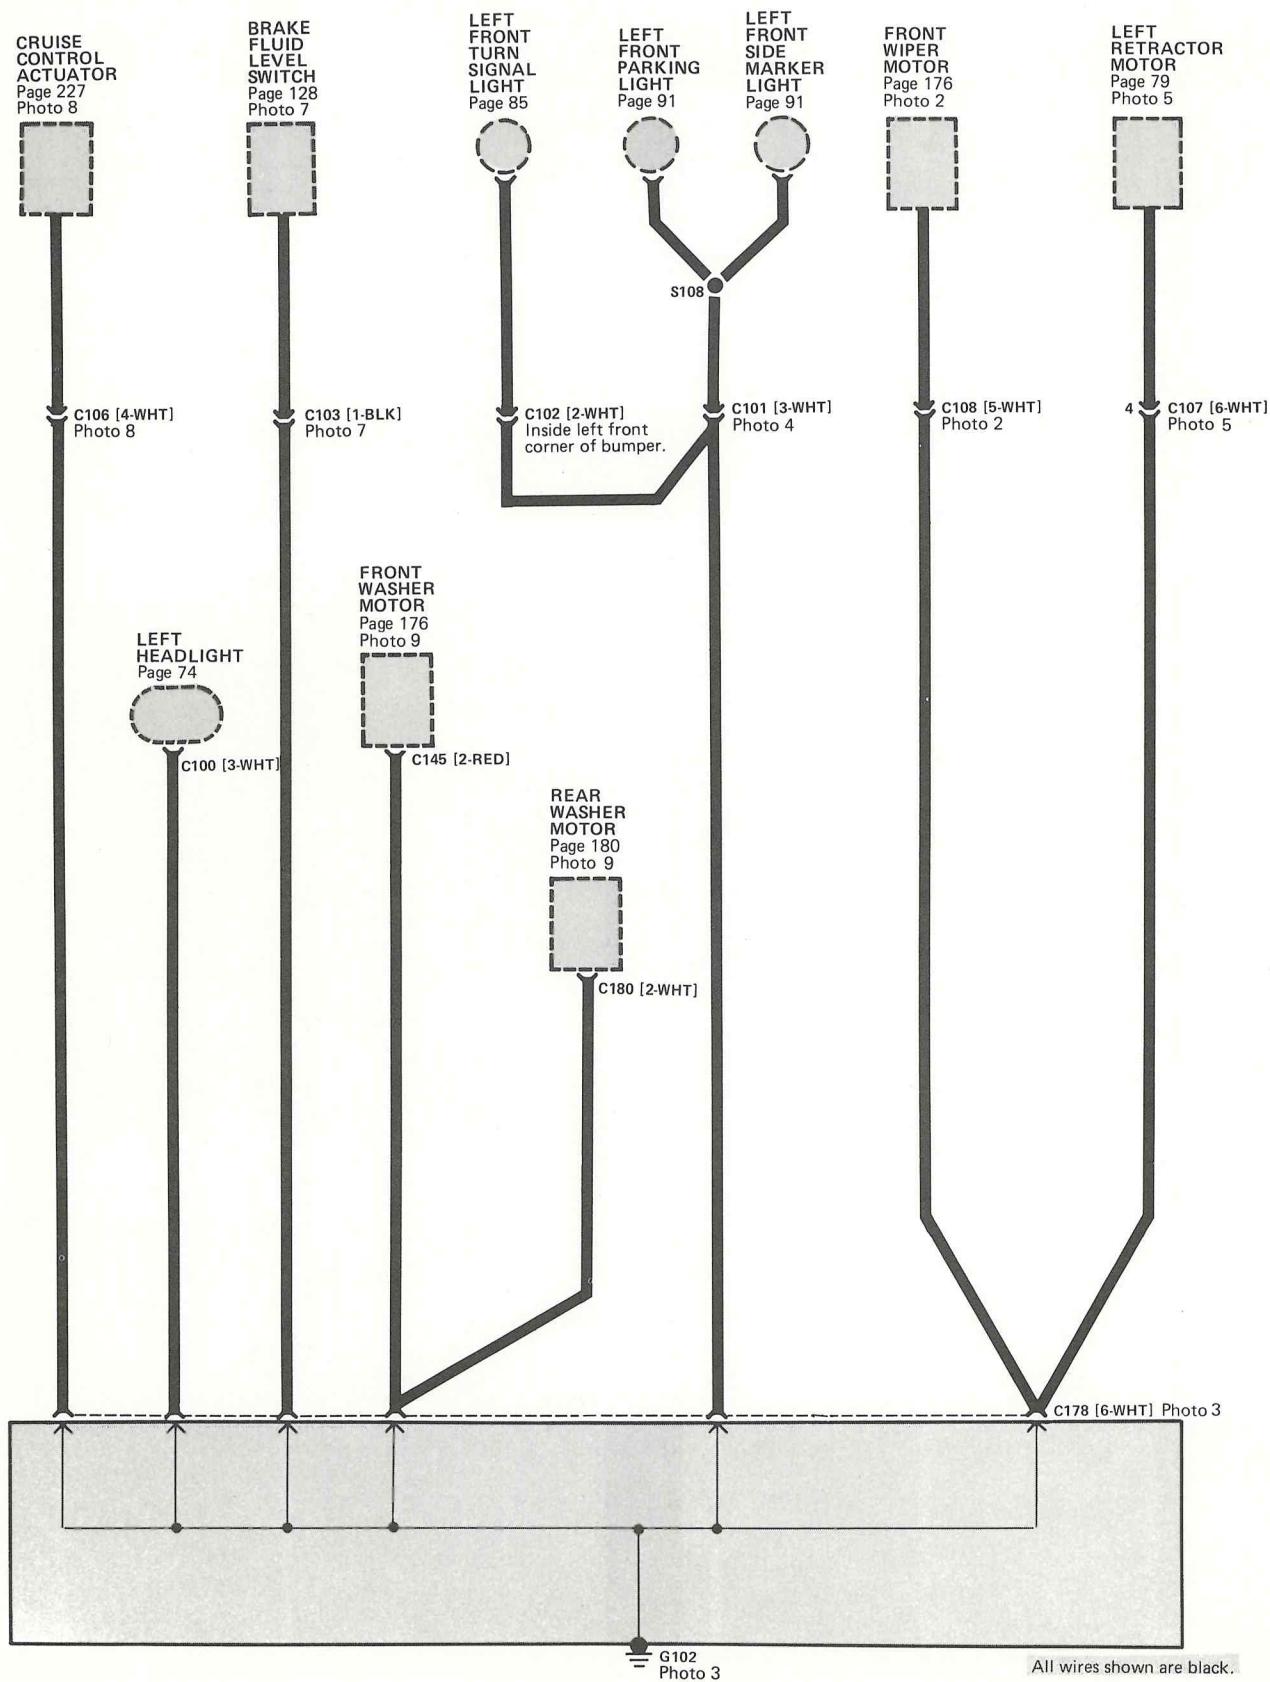 CRUISE
CONTROL
ACTUATOR
Page 227
Photo 8
BRAKE
FLUID
LEVEL
SWITCH
Page 128
Photo 7
LEFT
FRONT
TURN
SIGNAL
LIGHT
Page 85
LEFT
FRONT
PARKING
LIGHT
Page 91
LEFT
FRONT
SIDE
MARKER
LIGHT
Page 91
FRONT
WIPER
MOTOR
Page 176
Photo 2
LEFT
RETRACTOR
MOTOR
Page 79
Photo 5
S108
C106 [4-WHT]
Photo 8
C103 [1-BLK]
Photo 7
C102 [2-WHT]
Inside left front
corner of bumper.
C101 [3-WHT]
Photo 4
C108 [5-WHT]
Photo 2
4
C107 [6-WHT]
Photo 5
LEFT
HEADLIGHT
Page 74
C100 [3-WHT]
FRONT
WASHER
MOTOR
Page 176
Photo 9
C145 [2-RED]
REAR
WASHER
MOTOR
Page 180
Photo 9
C180 [2-WHT]
C178 [6-WHT] Photo 3
G102
Photo 3
All wires shown are black.